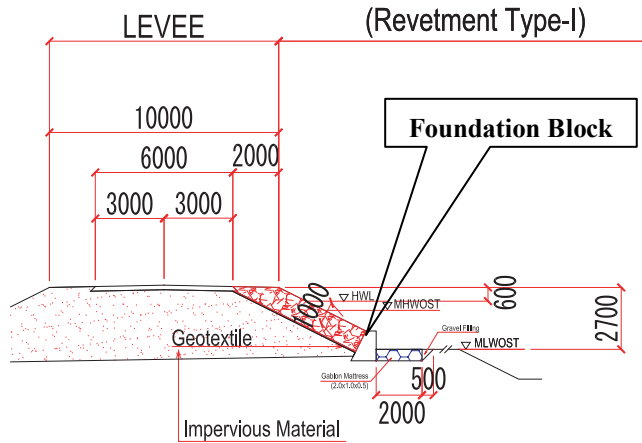 LEVEE
(Revetment Type-I)
10000
Foundation Block
6000
2000
3000
3000
HWL
MHWOST
600
1000
2700
Geotextile
Gravel Filling
MLWOST
Gabion Mattress
(2.0x1.0x0.5)
500
2000
Impervious Material